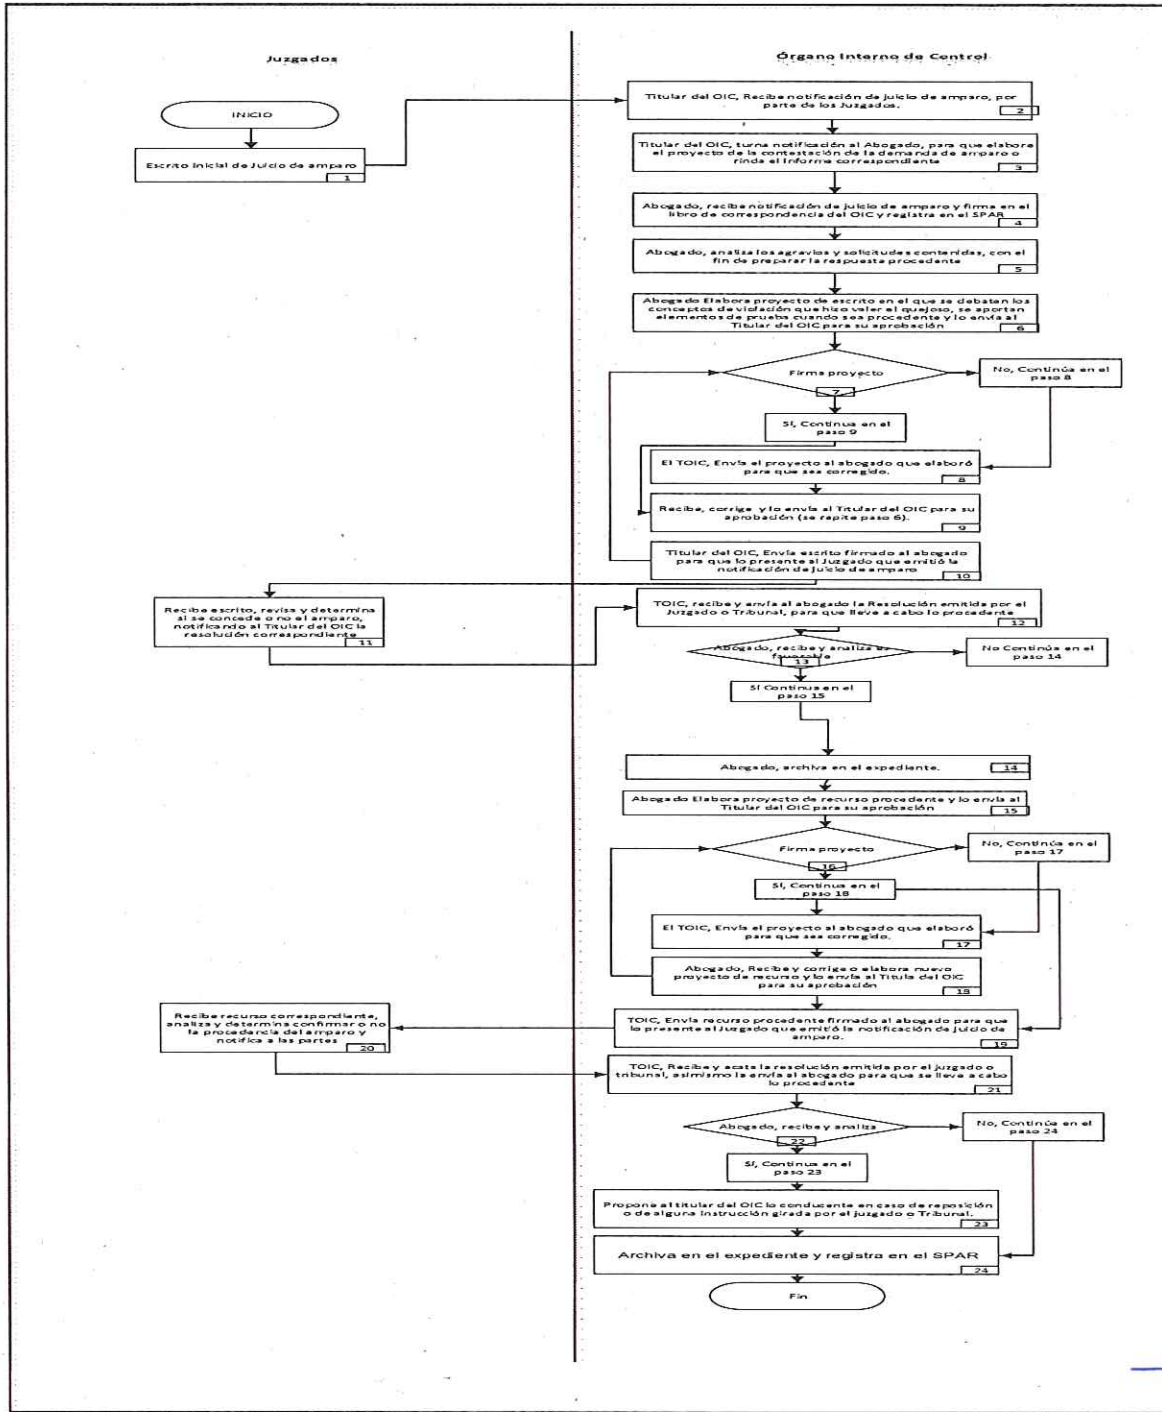 Juzgados
Órgano Interno de Control
INICIO
Escrito Inicial de Juicio de amparo
1
Titular del OIC, Recibe notificación de juicio de amparo, por
parte de los Juzgados.
2
Titular del OIC, turna notificación al Abogado, para que elabore
el proyecto de la contestación de la demanda de amparo o
rinda el Informe correspondiente
3
Abogado, recibe notificación de juicio de amparo y firma en el
libro de correspondencia del OIC y registra en el SPAR
4
Abogado, analiza los agravios y solicitudes contenidas, con el
fin de preparar la respuesta procedente
5
Abogado Elabora proyecto de escrito en el que se debatan los
conceptos de violación que hizo valer el quejoso, se aportan
elementos de prueba cuando sea procedente y lo envía al
Titular del OIC para su aprobación
6
Firma proyecto
7
No, Continúa en el
paso 8
Sí, Continua en el
paso 9
El TOIC, Envía el proyecto al abogado que elaboró
para que sea corregido.
8
Recibe, corrige y lo envía al Titular del OIC para su
aprobación (se repite paso 6).
9
Titular del OIC, Envía escrito firmado al abogado
para que lo presente al Juzgado que emitió la
notificación de juicio de amparo
10
Recibe escrito, revisa y determina
si se concede o no el amparo,
notificando al Titular del OIC la
resolución correspondiente
11
TOIC, recibe y envía al abogado la Resolución emitida por el
Juzgado o Tribunal, para que lleve a cabo lo procedente
12
Abogado, recibe y analiza es
favorable
13
No Continúa en el
paso 14
Sí Continua en el
paso 15
Abogado, archiva en el expediente.
14
Abogado Elabora proyecto de recurso procedente y lo envía al
Titular del OIC para su aprobación
15
Firma proyecto
16
No, Continúa en el
paso 17
Sí, Continua en el
paso 18
El TOIC, Envía el proyecto al abogado que elaboró
para que sea corregido.
17
Abogado, Recibe y corrige o elabora nuevo
proyecto de recurso y lo envía al Titula del OIC
para su aprobación
18
TOIC, Envía recurso procedente firmado al abogado para que
lo presente al Juzgado que emitió la notificación de juicio de
amparo.
19
Recibe recurso correspondiente,
analiza y determina confirmar o no
la procedencia del amparo y
notifica a las partes
20
TOIC, Recibe y acata la resolución emitida por el juzgado o
tribunal, asimismo la envía al abogado para que se lleve a cabo
lo procedente
21
Abogado, recibe y analiza
22
No, Continúa en el
paso 24
Sí, Continua en el
paso 23
Propone al titular del OIC lo conducente en caso de reposición
o de alguna instrucción girada por el juzgado o Tribunal.
23
Archiva en el expediente y registra en el SPAR
24
Fin